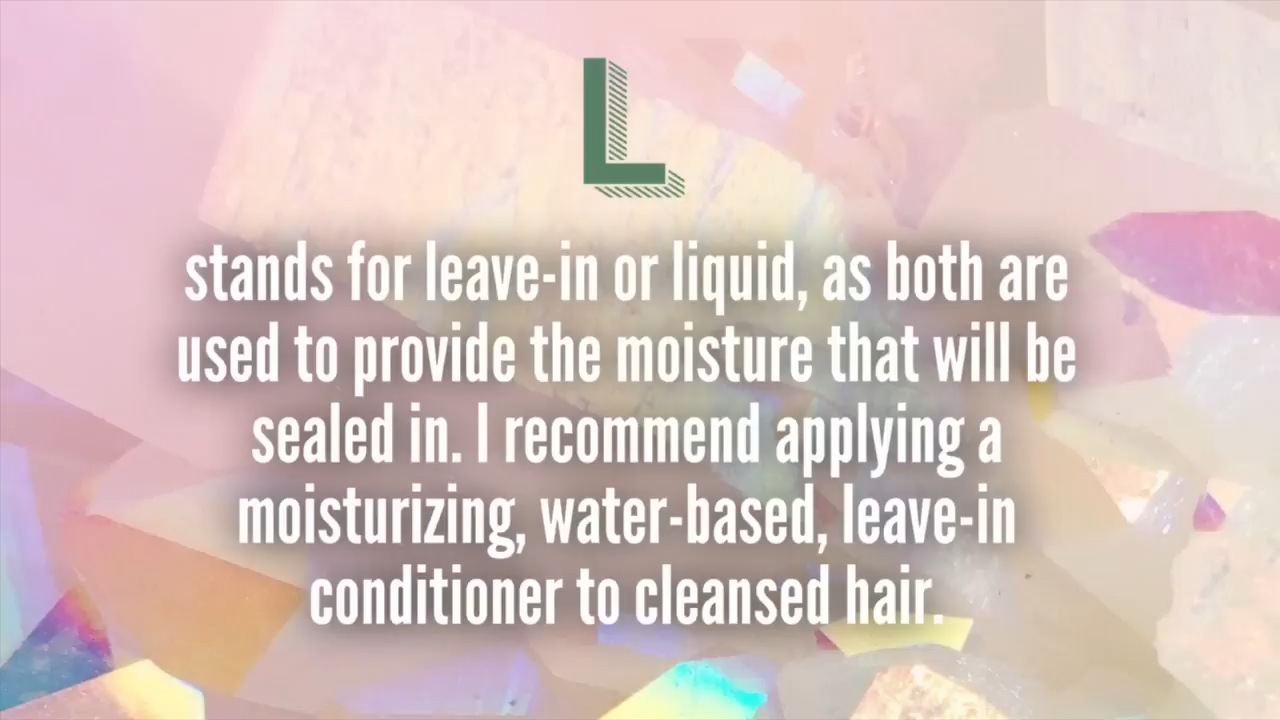 L
stands for leave-in or liquid, as both are
used to provide the moisture that will be
sealed in. I recommend applying a
moisturizing, water-based, leave-in
conditioner to cleansed hair.